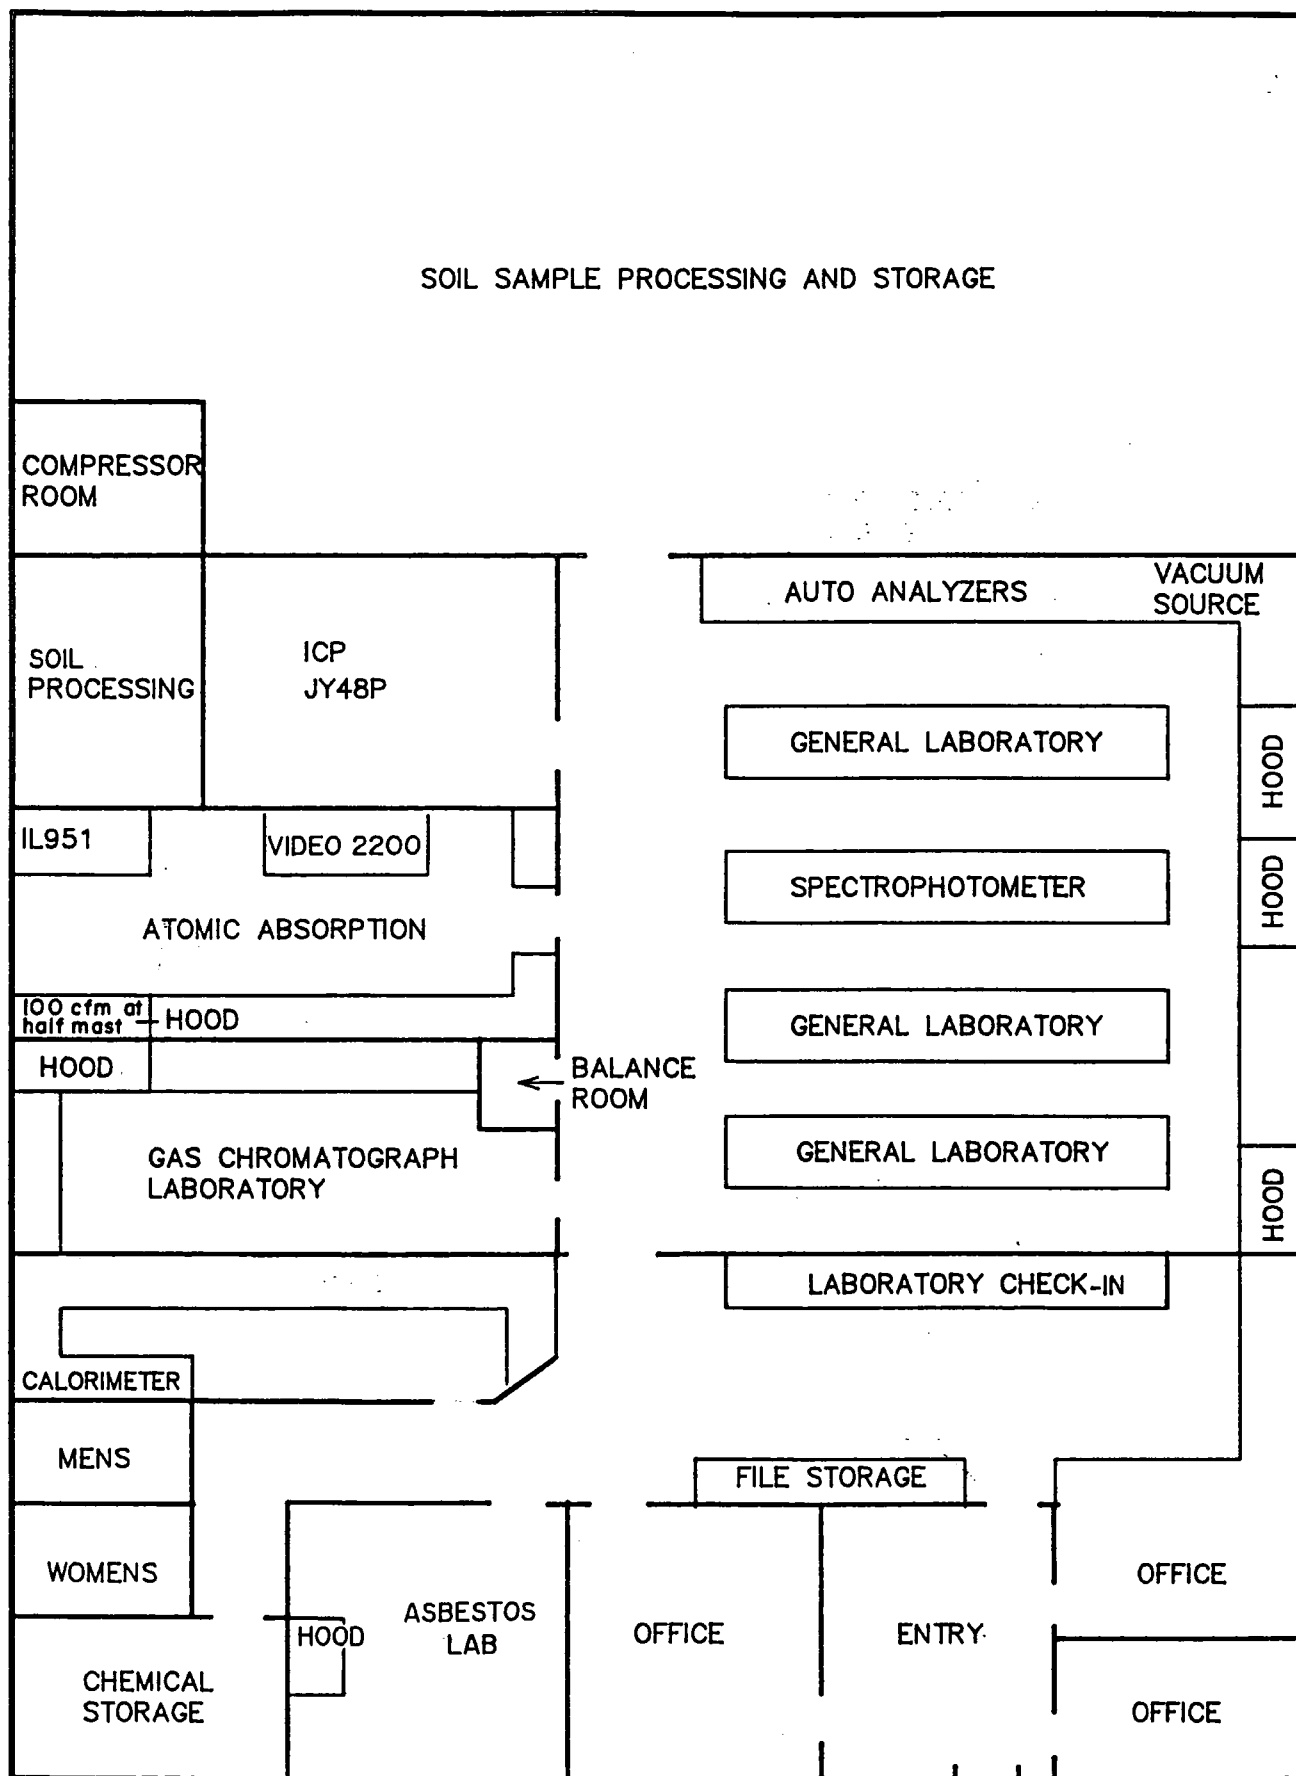 SOIL SAMPLE PROCESSING AND STORAGE
COMPRESSOR
ROOM
AUTO ANALYZERS
VACUUM
SOURCE
SOIL
PROCESSING
ICP
JY48P
GENERAL LABORATORY
HOOD
IL951
VIDEO 2200
SPECTROPHOTOMETER
HOOD
ATOMIC ABSORPTION
100 cfm at
half mast
HOOD
GENERAL LABORATORY
HOOD
BALANCE
ROOM
GAS CHROMATOGRAPH
LABORATORY
GENERAL LABORATORY
HOOD
LABORATORY CHECK-IN
CALORIMETER
MENS
FILE STORAGE
WOMENS
OFFICE
HOOD
ASBESTOS
LAB
OFFICE
ENTRY
CHEMICAL
STORAGE
OFFICE